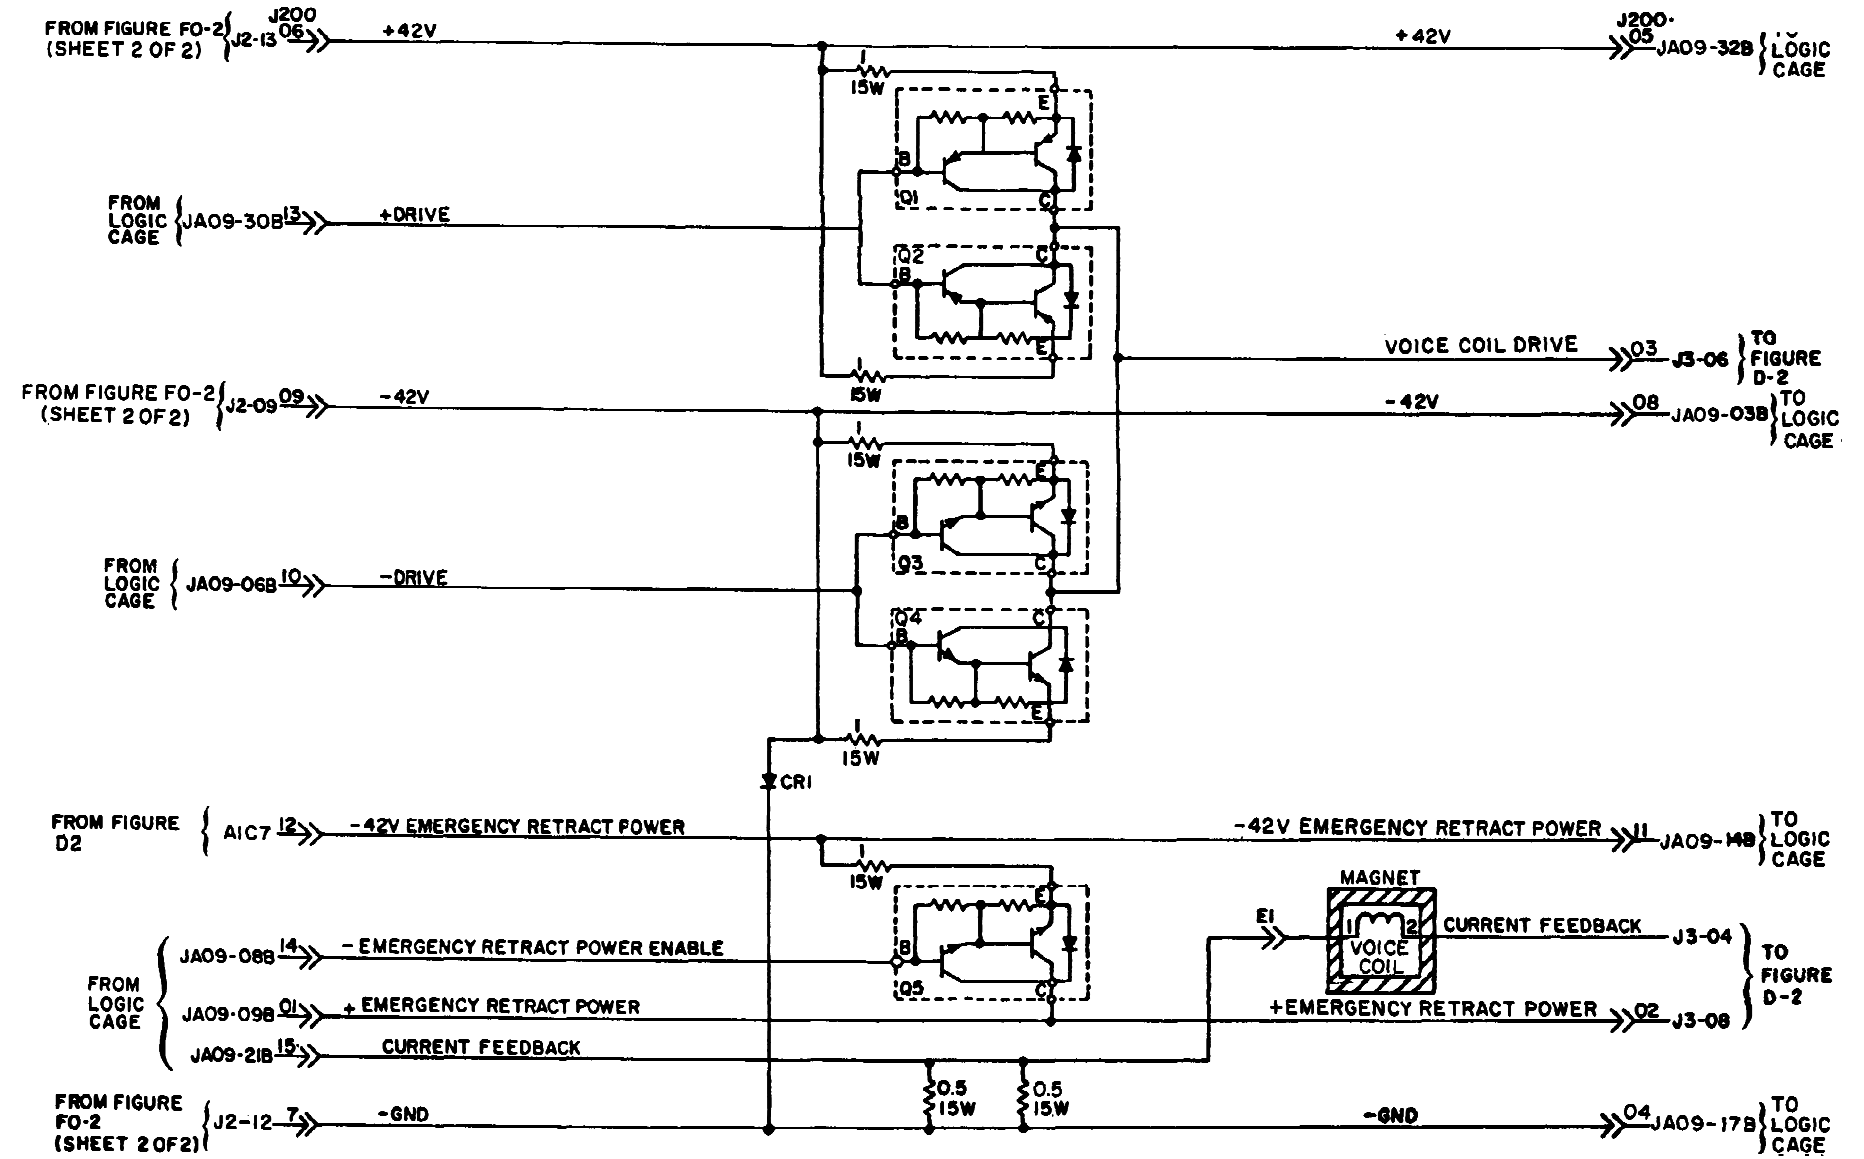 J200
FROM FIGURE FO-2
(SHEET 2 OF 2)
J2-13
06
+42V
+42V
J200
05
JA09-32B
LOGIC
CAGE
1
15W
E
B
Q1
C
FROM
LOGIC
CAGE
JA09-30B
13
+DRIVE
Q2
C
B
E
1
15W
VOICE COIL DRIVE
03
J3-06
TO
FIGURE
D-2
FROM FIGURE FO-2
(SHEET 2 OF 2)
J2-09
09
-42V
-42V
08
JA09-03B
TO
LOGIC
CAGE
1
15W
E
B
Q3
C
FROM
LOGIC
CAGE
JA09-06B
10
-DRIVE
Q4
C
B
E
1
15W
CR1
FROM FIGURE
D2
A1C7
12
-42V EMERGENCY RETRACT POWER
-42V EMERGENCY RETRACT POWER
11
JA09-14B
TO
LOGIC
CAGE
1
15W
E
B
Q5
C
MAGNET
E1
1
2
VOICE
COIL
CURRENT FEEDBACK
J3-04
TO
FIGURE
D-2
FROM
LOGIC
CAGE
JA09-08B
14
- EMERGENCY RETRACT POWER ENABLE
JA09-09B
01
+ EMERGENCY RETRACT POWER
+EMERGENCY RETRACT POWER
02
J3-08
JA09-21B
15
CURRENT FEEDBACK
0.5
15W
0.5
15W
FROM FIGURE
FO-2
(SHEET 2 OF 2)
J2-12
7
-GND
-GND
04
JA09-17B
TO
LOGIC
CAGE